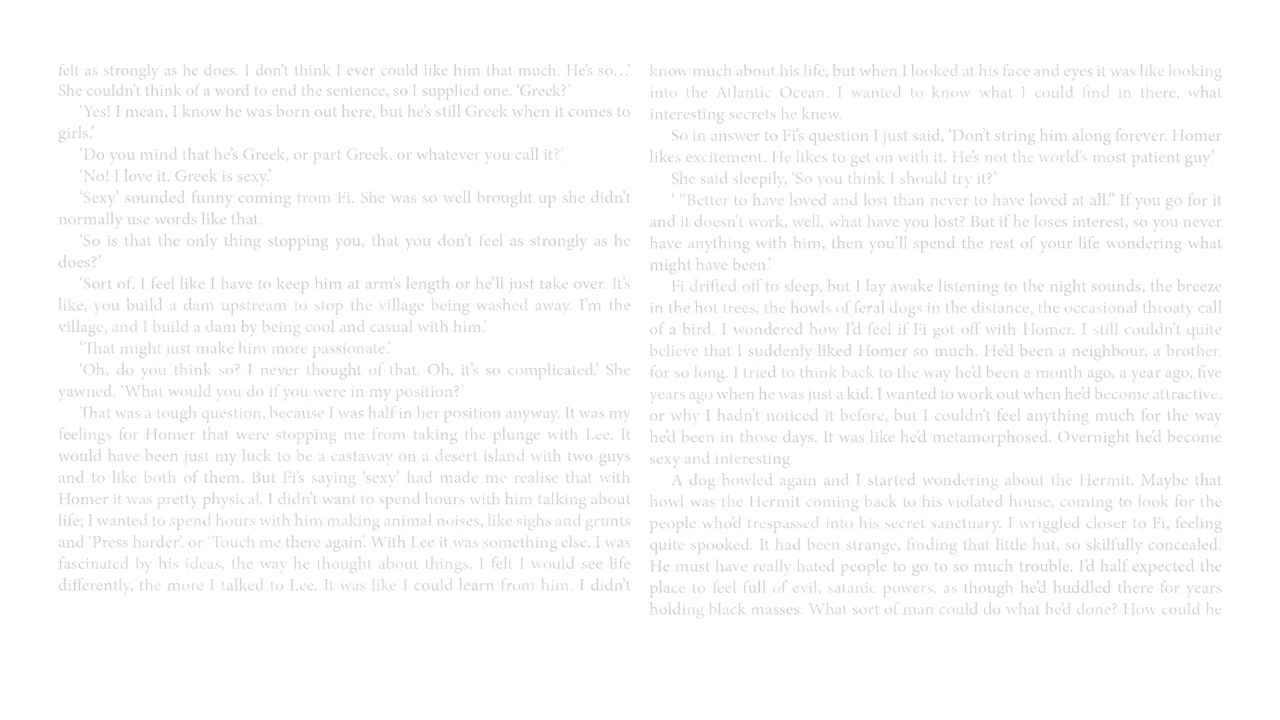 felt as strongly as he does. I don't think I ever could like him that much. He's so…'
She couldn't think of a word to end the sentence, so I supplied one. 'Greek?'
'Yes! I mean, I know he was born out here, but he's still Greek when it comes to
girls.'
'Do you mind that he's Greek, or part Greek, or whatever you call it?'
'No! I love it. Greek is sexy.'
'Sexy' sounded funny coming from Fi. She was so well brought up she didn't
normally use words like that.
'So is that the only thing stopping you, that you don't feel as strongly as he
does?'
'Sort of. I feel like I have to keep him at arm's length or he'll just take over. It's
like, you build a dam upstream to stop the village being washed away. I'm the
village, and I build a dam by being cool and casual with him.'
'That might just make him more passionate.'
'Oh, do you think so? I never thought of that. Oh, it's so complicated.' She
yawned. 'What would you do if you were in my position?'
That was a tough question, because I was half in her position anyway. It was my
feelings for Homer that were stopping me from taking the plunge with Lee. It
would have been just my luck to be a castaway on a desert island with two guys
and to like both of them. But Fi's saying 'sexy' had made me realise that with
Homer it was pretty physical. I didn't want to spend hours with him talking about
life; I wanted to spend hours with him making animal noises, like sighs and grunts
and 'Press harder', or 'Touch me there again'. With Lee it was something else. I was
fascinated by his ideas, the way he thought about things. I felt I would see life
differently, the more I talked to Lee. It was like I could learn from him. I didn't
know much about his life, but when I looked at his face and eyes it was like looking
into the Atlantic Ocean. I wanted to know what I could find in there, what
interesting secrets he knew.
So in answer to Fi's question I just said, 'Don't string him along forever. Homer
likes excitement. He likes to get on with it. He's not the world's most patient guy.'
She said sleepily, 'So you think I should try it?'
' "Better to have loved and lost than never to have loved at all." If you go for it
and it doesn't work, well, what have you lost? But if he loses interest, so you never
have anything with him, then you'll spend the rest of your life wondering what
might have been.'
Fi drifted off to sleep, but I lay awake listening to the night sounds, the breeze
in the hot trees, the howls of feral dogs in the distance, the occasional throaty call
of a bird. I wondered how I'd feel if Fi got off with Homer. I still couldn't quite
believe that I suddenly liked Homer so much. He'd been a neighbour, a brother,
for so long. I tried to think back to the way he'd been a month ago, a year ago, five
years ago when he was just a kid. I wanted to work out when he'd become attractive,
or why I hadn't noticed it before, but I couldn't feel anything much for the way
he'd been in those days. It was like he'd metamorphosed. Overnight he'd become
sexy and interesting.
A dog howled again and I started wondering about the Hermit. Maybe that
howl was the Hermit coming back to his violated house, coming to look for the
people who'd trespassed into his secret sanctuary. I wriggled closer to Fi, feeling
quite spooked. It had been strange, finding that little hut, so skilfully concealed.
He must have really hated people to go to so much trouble. I'd half expected the
place to feel full of evil, satanic powers, as though he'd huddled there for years
holding black masses. What sort of man could do what he'd done? How could he